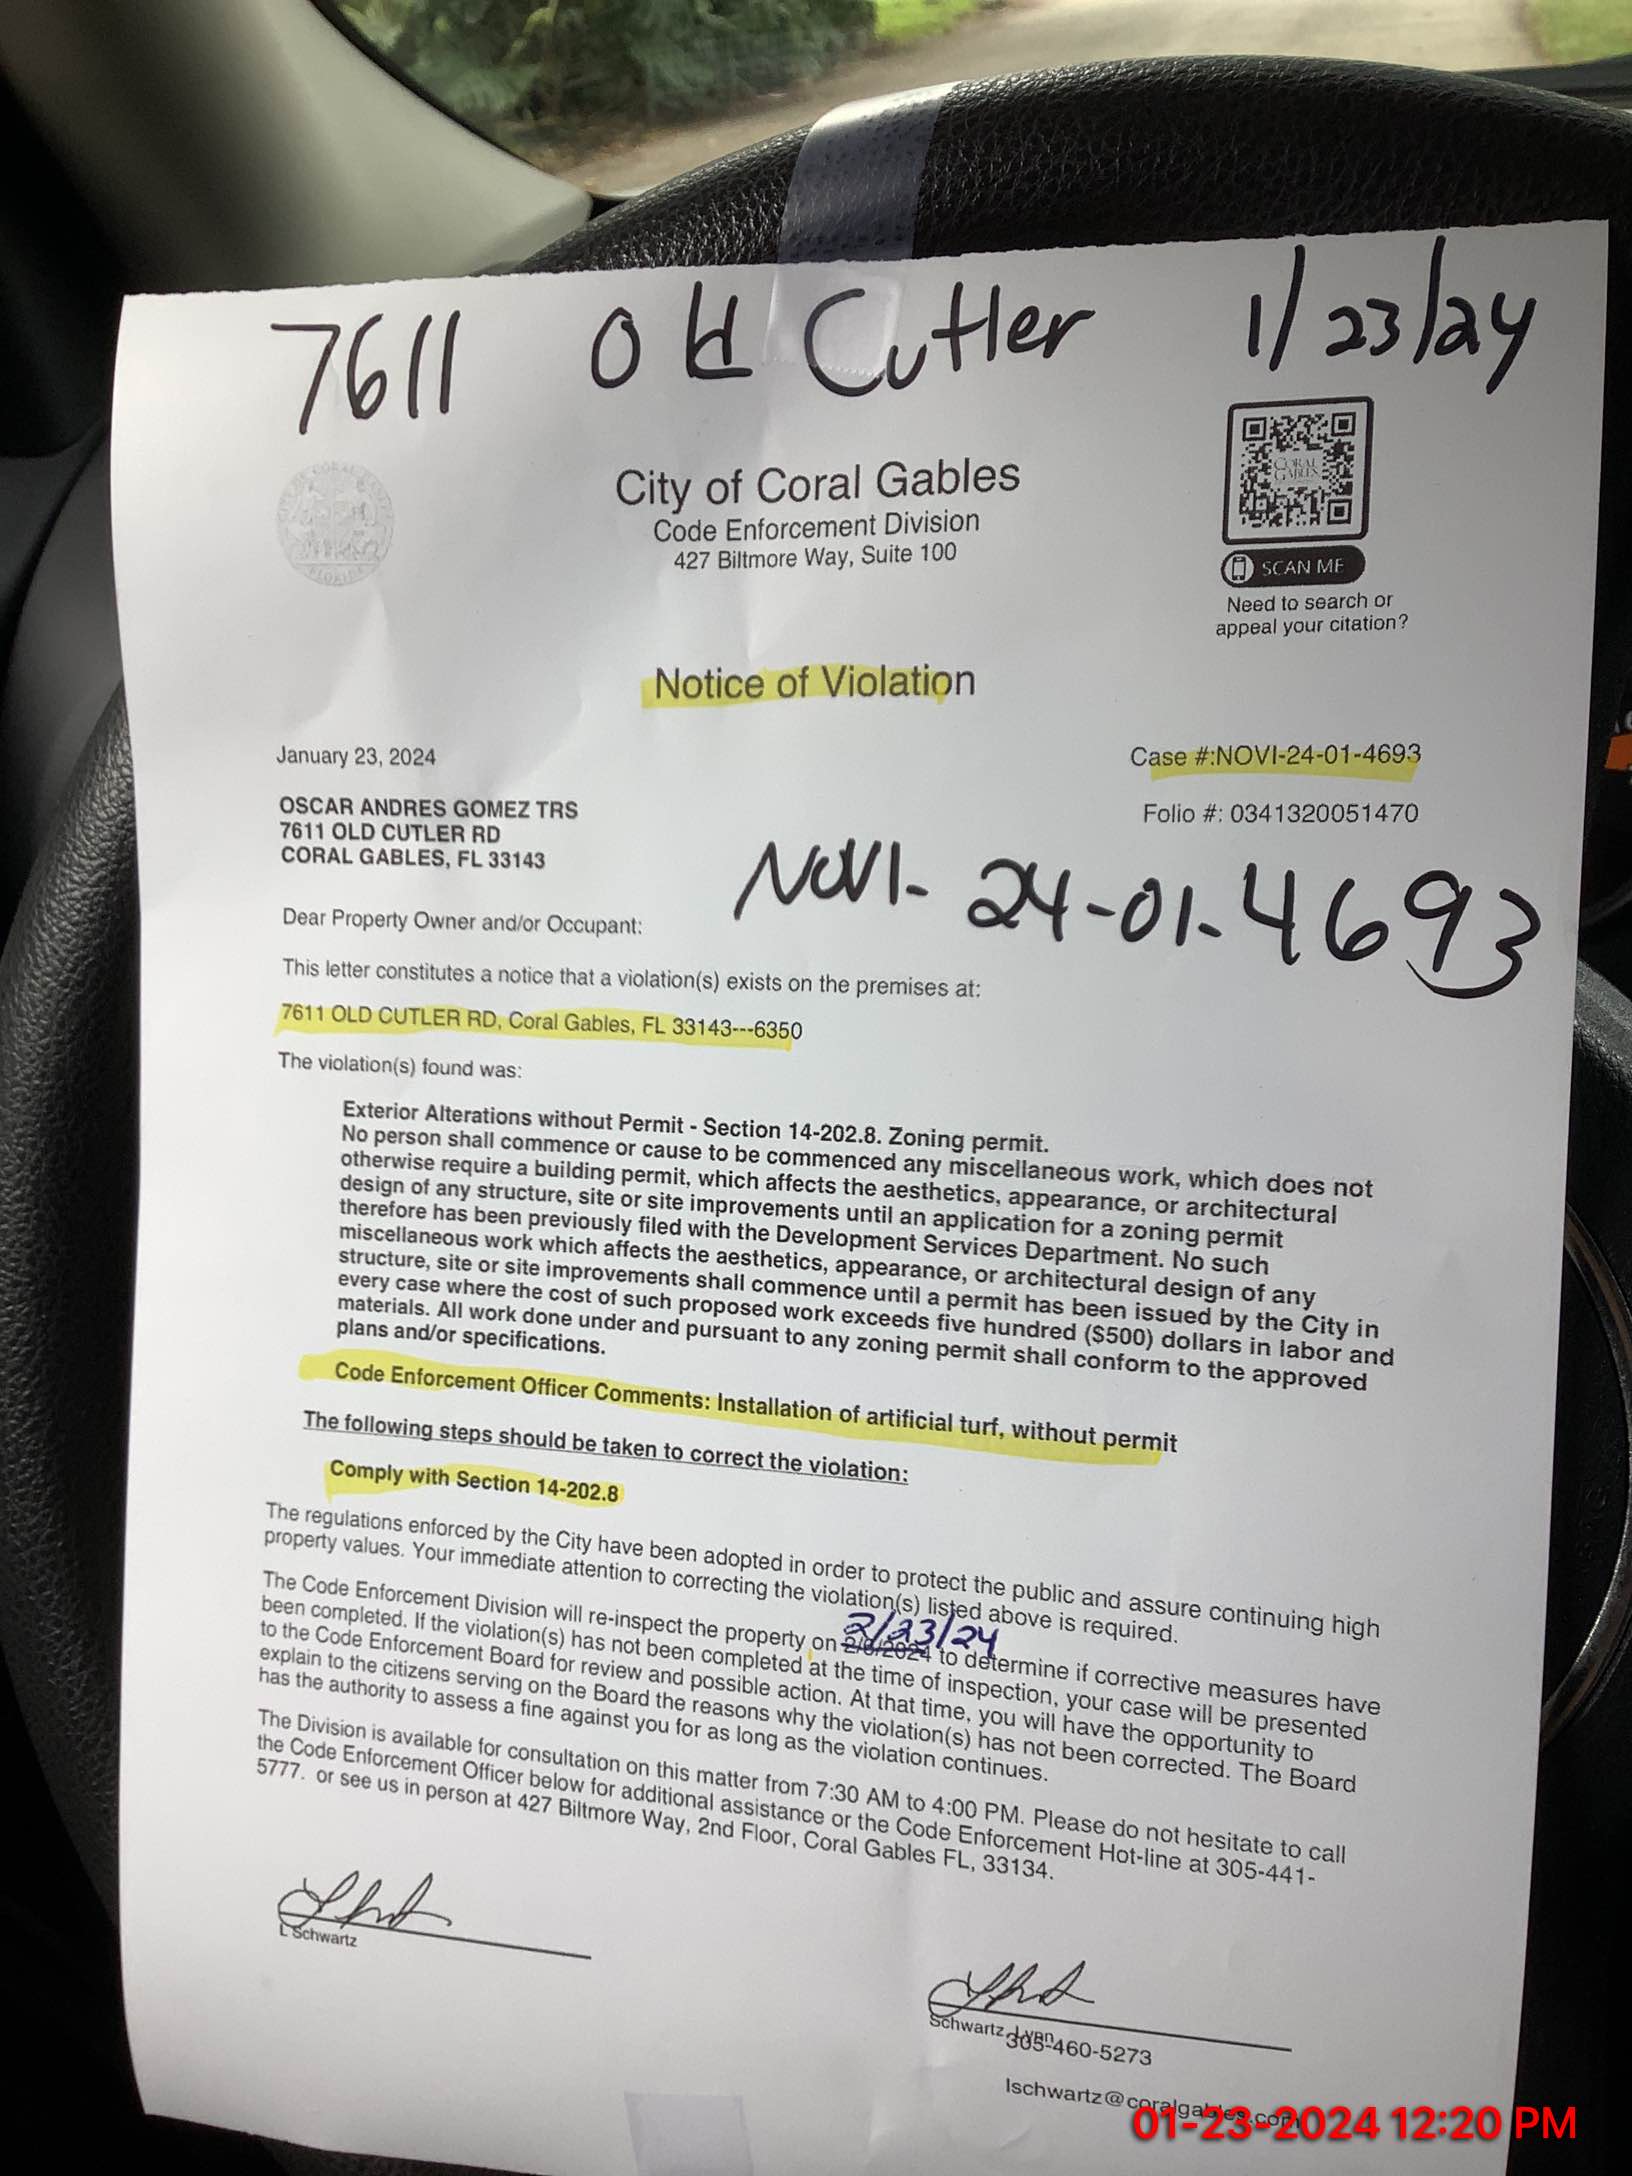 7611 Old Cutler 1/23/24
City of Coral Gables
Code Enforcement Division
427 Biltmore Way, Suite 100
CORAL GABLES
SCAN ME
Need to search or
appeal your citation?
Notice of Violation
January 23, 2024
Case #:NOVI-24-01-4693
OSCAR ANDRES GOMEZ TRS
7611 OLD CUTLER RD
CORAL GABLES, FL 33143
Folio #: 0341320051470
NOVI-24-01-4693
Dear Property Owner and/or Occupant:
This letter constitutes a notice that a violation(s) exists on the premises at:
7611 OLD CUTLER RD, Coral Gables, FL 33143---6350
The violation(s) found was:
Exterior Alterations without Permit - Section 14-202.8. Zoning permit.
No person shall commence or cause to be commenced any miscellaneous work, which does not
otherwise require a building permit, which affects the aesthetics, appearance, or architectural
design of any structure, site or site improvements until an application for a zoning permit
therefore has been previously filed with the Development Services Department. No such
miscellaneous work which affects the aesthetics, appearance, or architectural design of any
structure, site or site improvements shall commence until a permit has been issued by the City in
every case where the cost of such proposed work exceeds five hundred ($500) dollars in labor and
materials. All work done under and pursuant to any zoning permit shall conform to the approved
plans and/or specifications.
Code Enforcement Officer Comments: Installation of artificial turf, without permit
The following steps should be taken to correct the violation:
Comply with Section 14-202.8
The regulations enforced by the City have been adopted in order to protect the public and assure continuing high
property values. Your immediate attention to correcting the violation(s) listed above is required.
2/23/24
The Code Enforcement Division will re-inspect the property on 2/6/2024 to determine if corrective measures have
been completed. If the violation(s) has not been completed at the time of inspection, your case will be presented
to the Code Enforcement Board for review and possible action. At that time, you will have the opportunity to
explain to the citizens serving on the Board the reasons why the violation(s) has not been corrected. The Board
has the authority to assess a fine against you for as long as the violation continues.
The Division is available for consultation on this matter from 7:30 AM to 4:00 PM. Please do not hesitate to call
the Code Enforcement Officer below for additional assistance or the Code Enforcement Hot-line at 305-441-
5777. or see us in person at 427 Biltmore Way, 2nd Floor, Coral Gables FL, 33134.
L Schwartz
Schwartz, Lynn
305-460-5273
lschwartz@coralgables.com
01-23-2024 12:20 PM